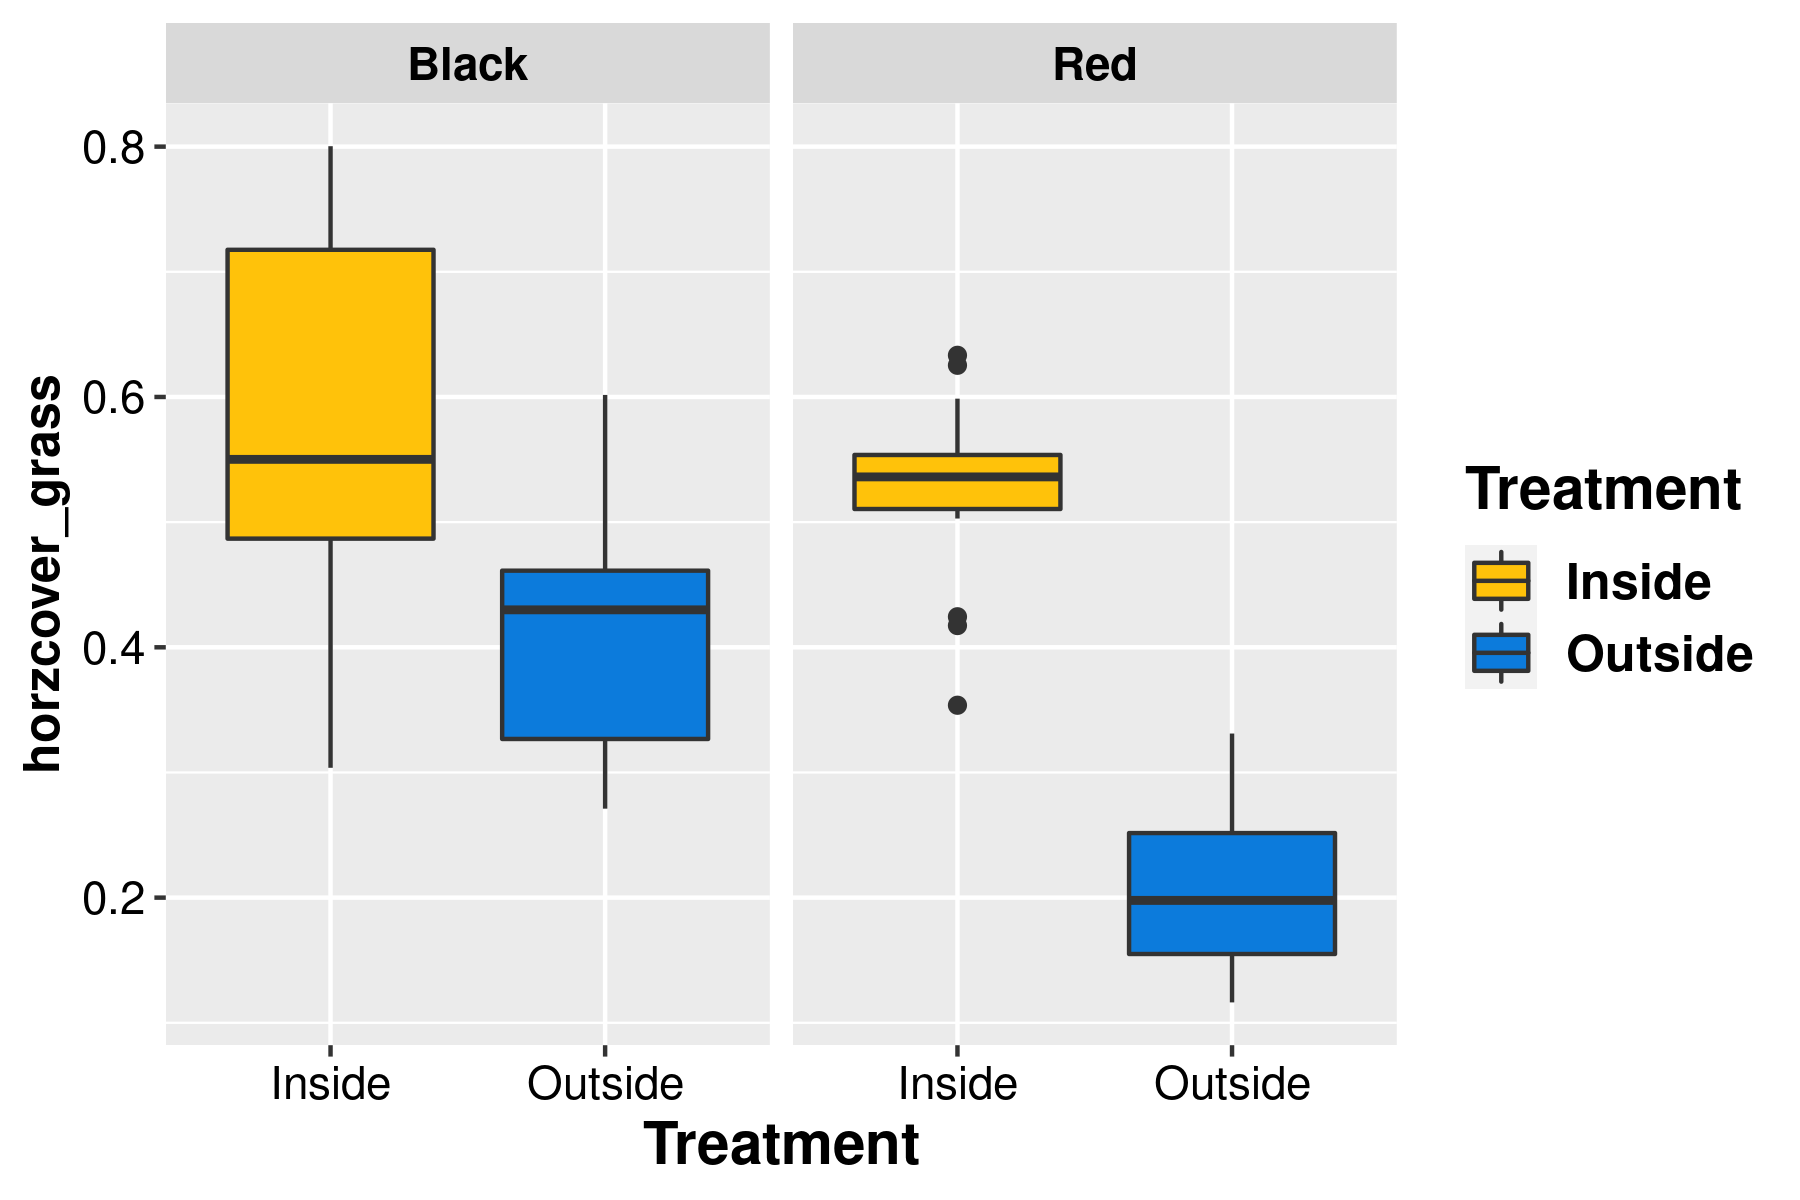 Black
Red
0.8
0.6
0.4
0.2
horzcover_grass
Inside
Outside
Inside
Outside
Treatment
Treatment
Inside
Outside